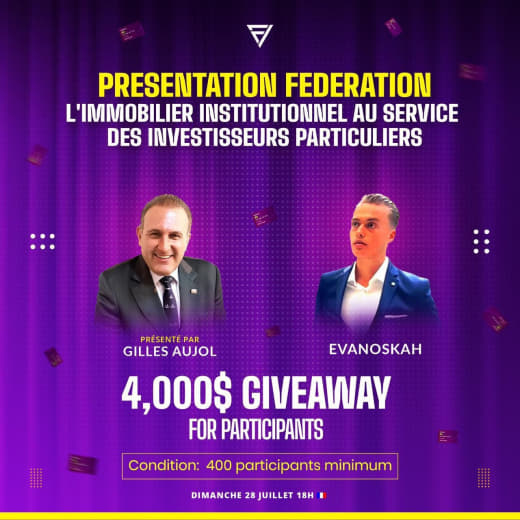 PRESENTATION FEDERATION
L'IMMOBILIER INSTITUTIONNEL AU SERVICE
DES INVESTISSEURS PARTICULIERS
PRÉSENTÉ PAR
GILLES AUJOL
EVANOSKAH
4,000$ GIVEAWAY
FOR PARTICIPANTS
Condition: 400 participants minimum
DIMANCHE 28 JUILLET 18H 🇫🇷